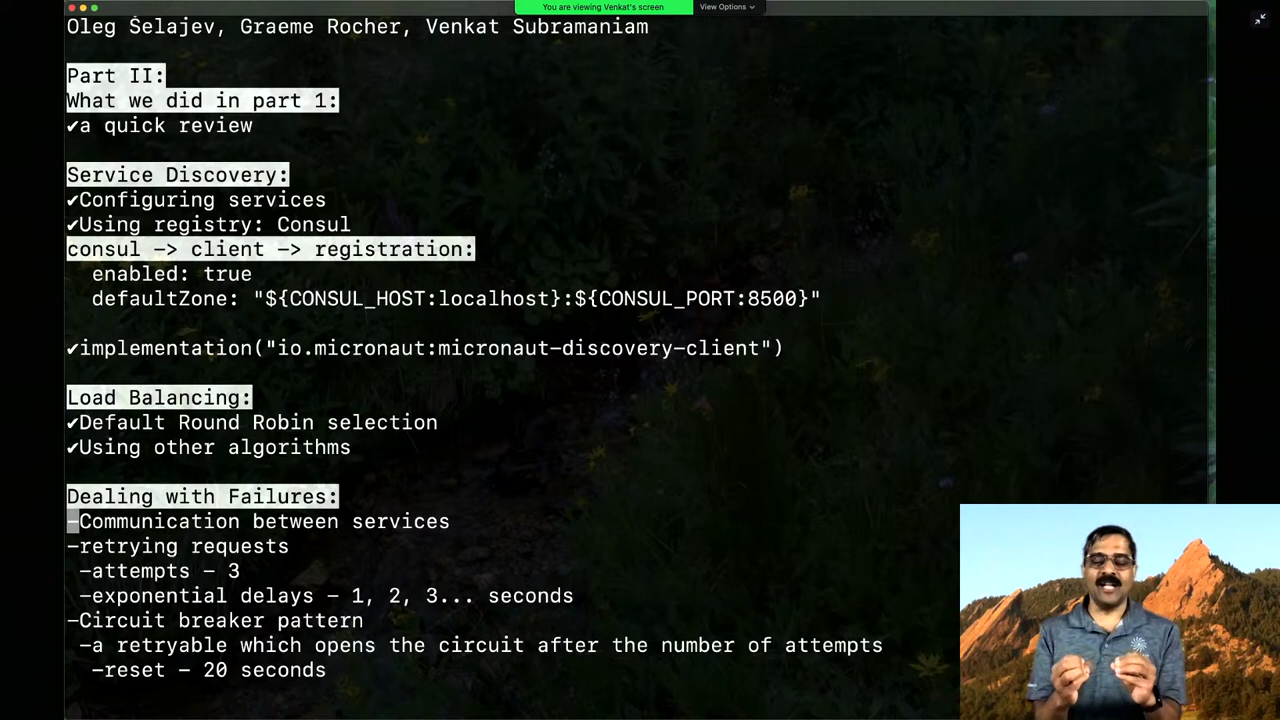 You are viewing Venkat's screen
View Options
Oleg Selajev, Graeme Rocher, Venkat Subramaniam
Part II:
What we did in part 1:
✔a quick review
Service Discovery:
✔Configuring services
✔Using registry: Consul
consul -> client -> registration:
enabled: true
defaultZone: "${CONSUL_HOST:localhost}:${CONSUL_PORT:8500}"
✔implementation("io.micronaut:micronaut-discovery-client")
Load Balancing:
✔Default Round Robin selection
✔Using other algorithms
Dealing with Failures:
-Communication between services
-retrying requests
-attempts - 3
-exponential delays - 1, 2, 3... seconds
-Circuit breaker pattern
-a retryable which opens the circuit after the number of attempts
-reset - 20 seconds